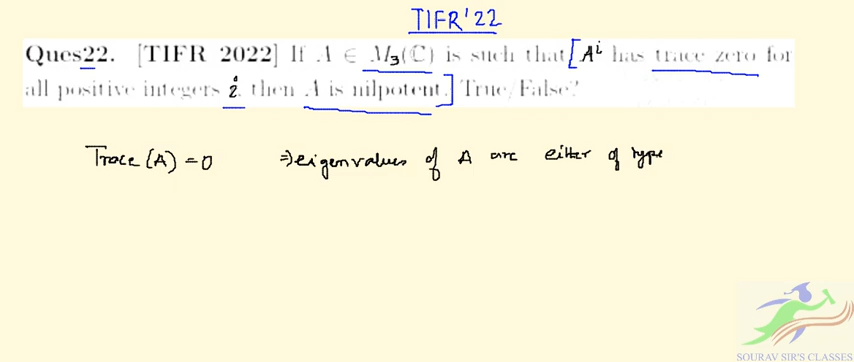 TIFR'22
Ques22. [TIFR 2022] If A ∈ M₃(ℂ) is such that [Aⁱ has trace zero for
all positive integers i, then A is nilpotent.] True/False?
Trace (A) = 0 ⇒ eigenvalues of A are either of type
SOURAV SIR'S CLASSES